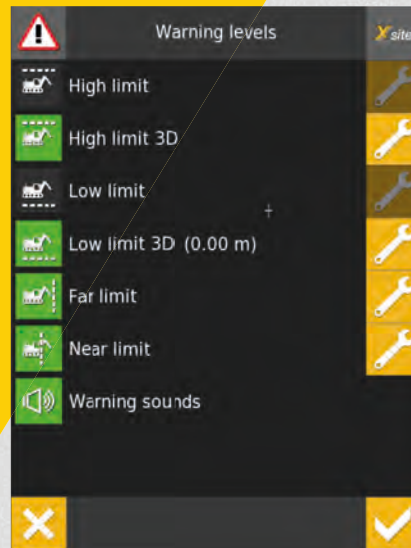 Warning levels
Xsite
High limit
High limit 3D
Low limit
Low limit 3D (0.00 m)
Far limit
Near limit
Warning sounds